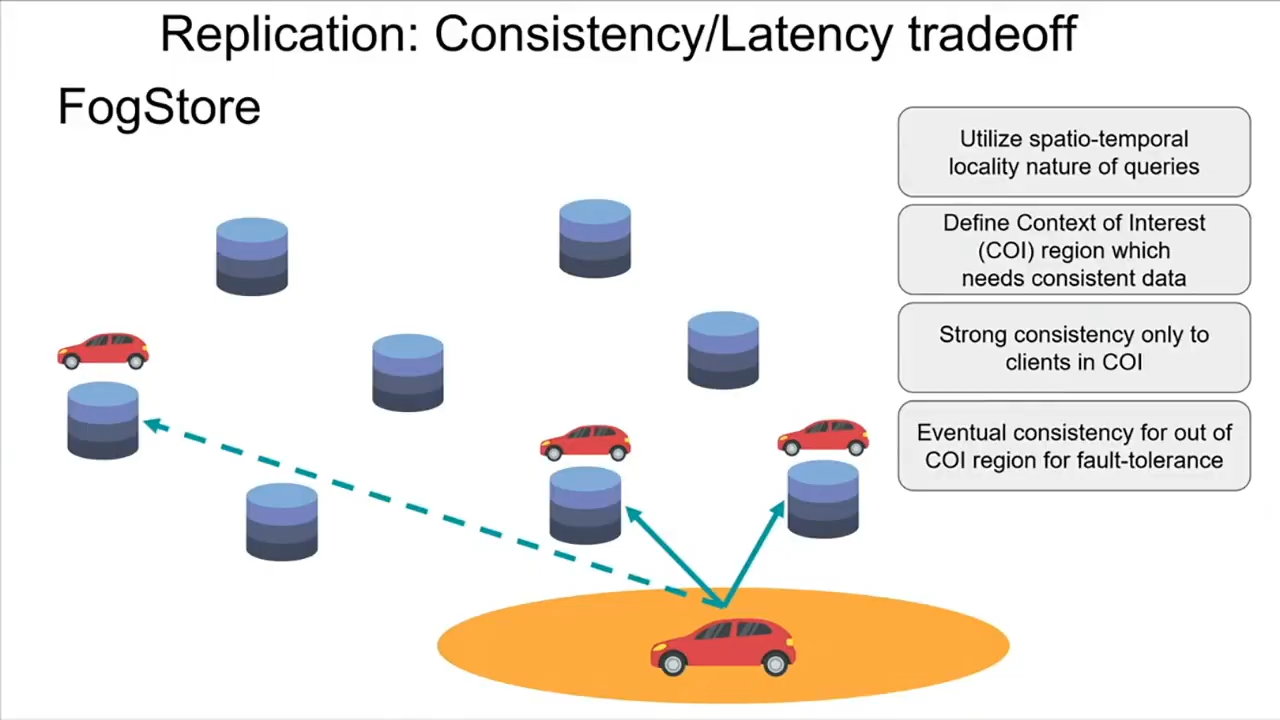 Replication: Consistency/Latency tradeoff
FogStore
Utilize spatio-temporal
locality nature of queries
Define Context of Interest
(COI) region which
needs consistent data
Strong consistency only to
clients in COI
Eventual consistency for out of
COI region for fault-tolerance